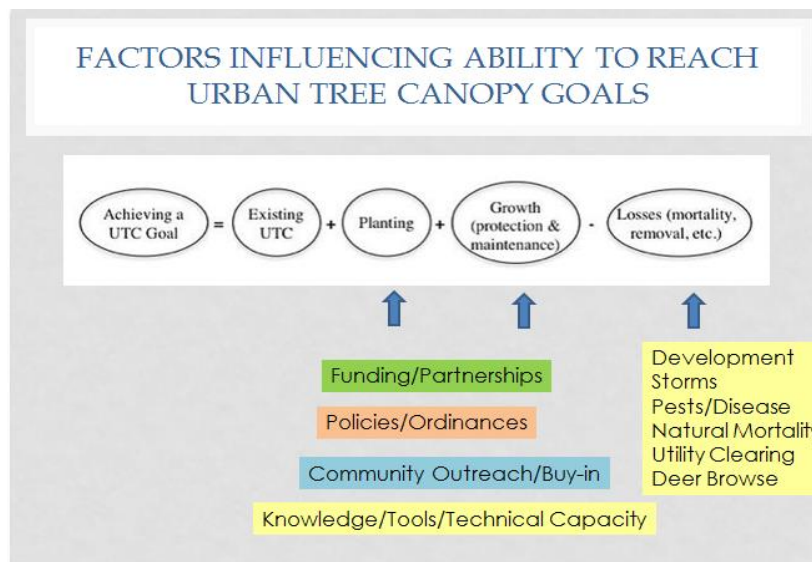 FACTORS INFLUENCING ABILITY TO REACH
URBAN TREE CANOPY GOALS
Achieving a
UTC Goal
=
Existing
UTC
+
Planting
+
Growth
(protection &
maintenance)
-
Losses (mortality,
removal, etc.)
Funding/Partnerships
Policies/Ordinances
Community Outreach/Buy-in
Knowledge/Tools/Technical Capacity
Development
Storms
Pests/Disease
Natural Mortality
Utility Clearing
Deer Browse